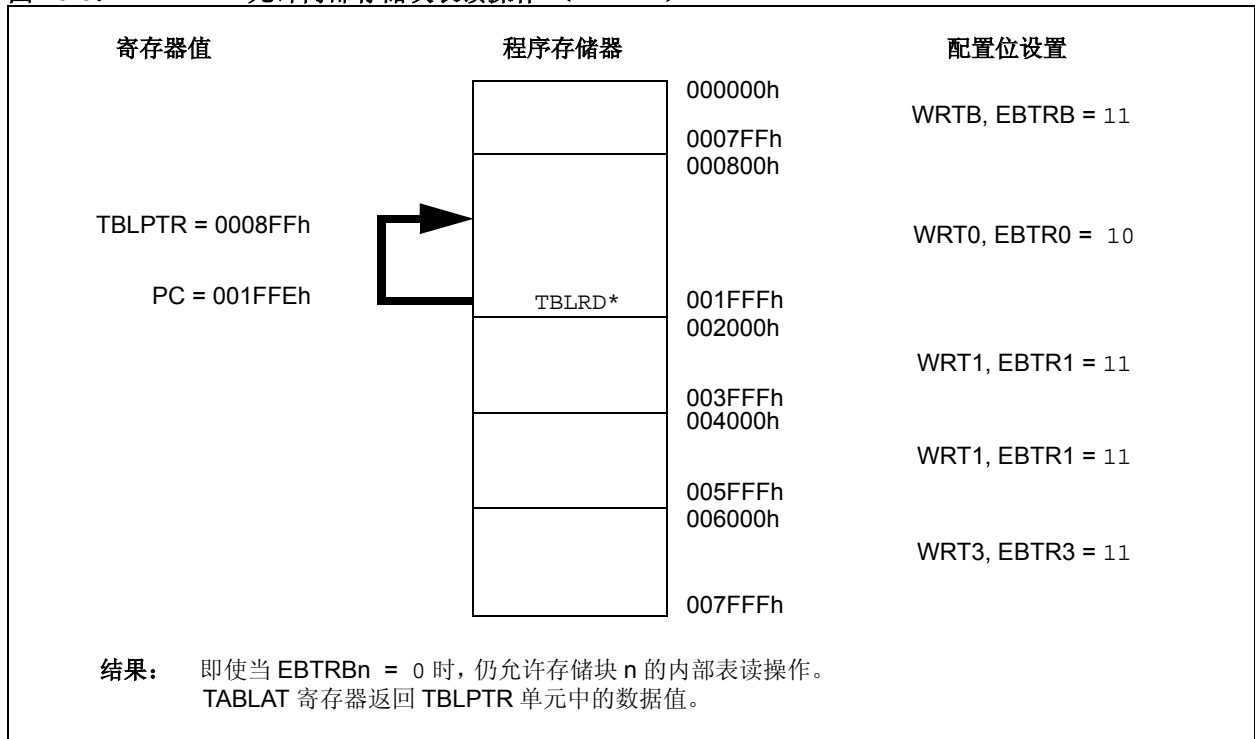 寄存器值 程序存储器 配置位设置
000000h
WRTB, EBTRB = 11
0007FFh
000800h
TBLPTR = 0008FFh
WRT0, EBTR0 = 10
PC = 001FFEh
TBLRD* 001FFFh
002000h
WRT1, EBTR1 = 11
003FFFh
004000h
WRT1, EBTR1 = 11
005FFFh
006000h
WRT3, EBTR3 = 11
007FFFh
结果： 即使当 EBTRBn = 0 时，仍允许存储块 n 的内部表读操作。
TABLAT 寄存器返回 TBLPTR 单元中的数据值。